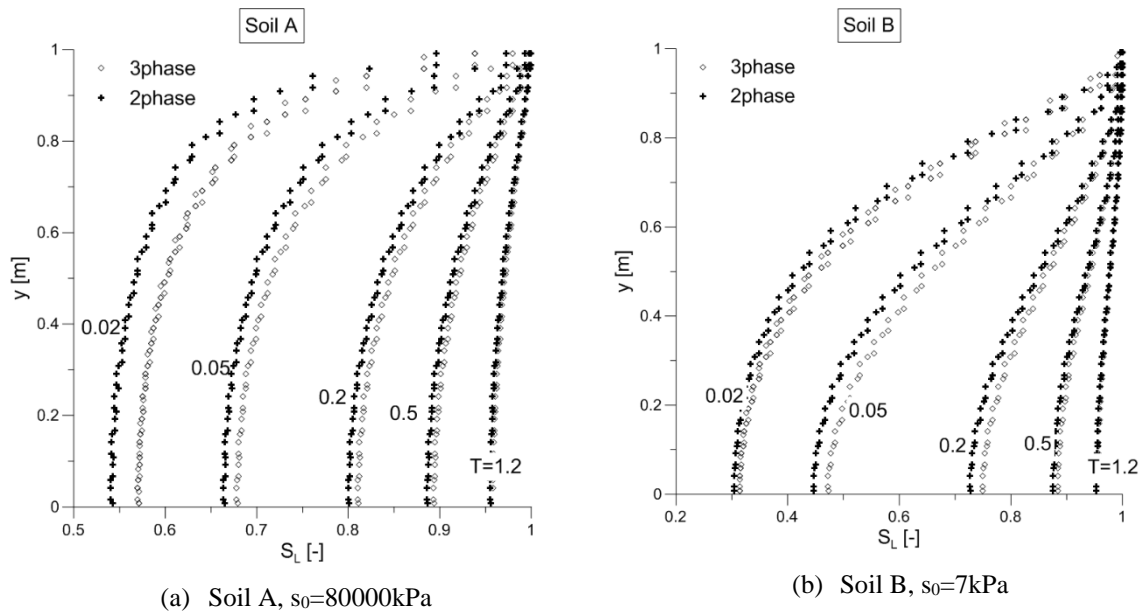 Soil A
3phase
2phase
1
0.8
0.6
0.4
0.2
0
y [m]
0.02
0.05
0.2
0.5
T=1.2
0.5
0.6
0.7
0.8
0.9
1
S_L [-]
(a) Soil A, s₀=80000kPa
Soil B
3phase
2phase
1
0.8
0.6
0.4
0.2
0
y [m]
0.02
0.05
0.2
0.5
T=1.2
0.2
0.4
0.6
0.8
1
S_L [-]
(b) Soil B, s₀=7kPa